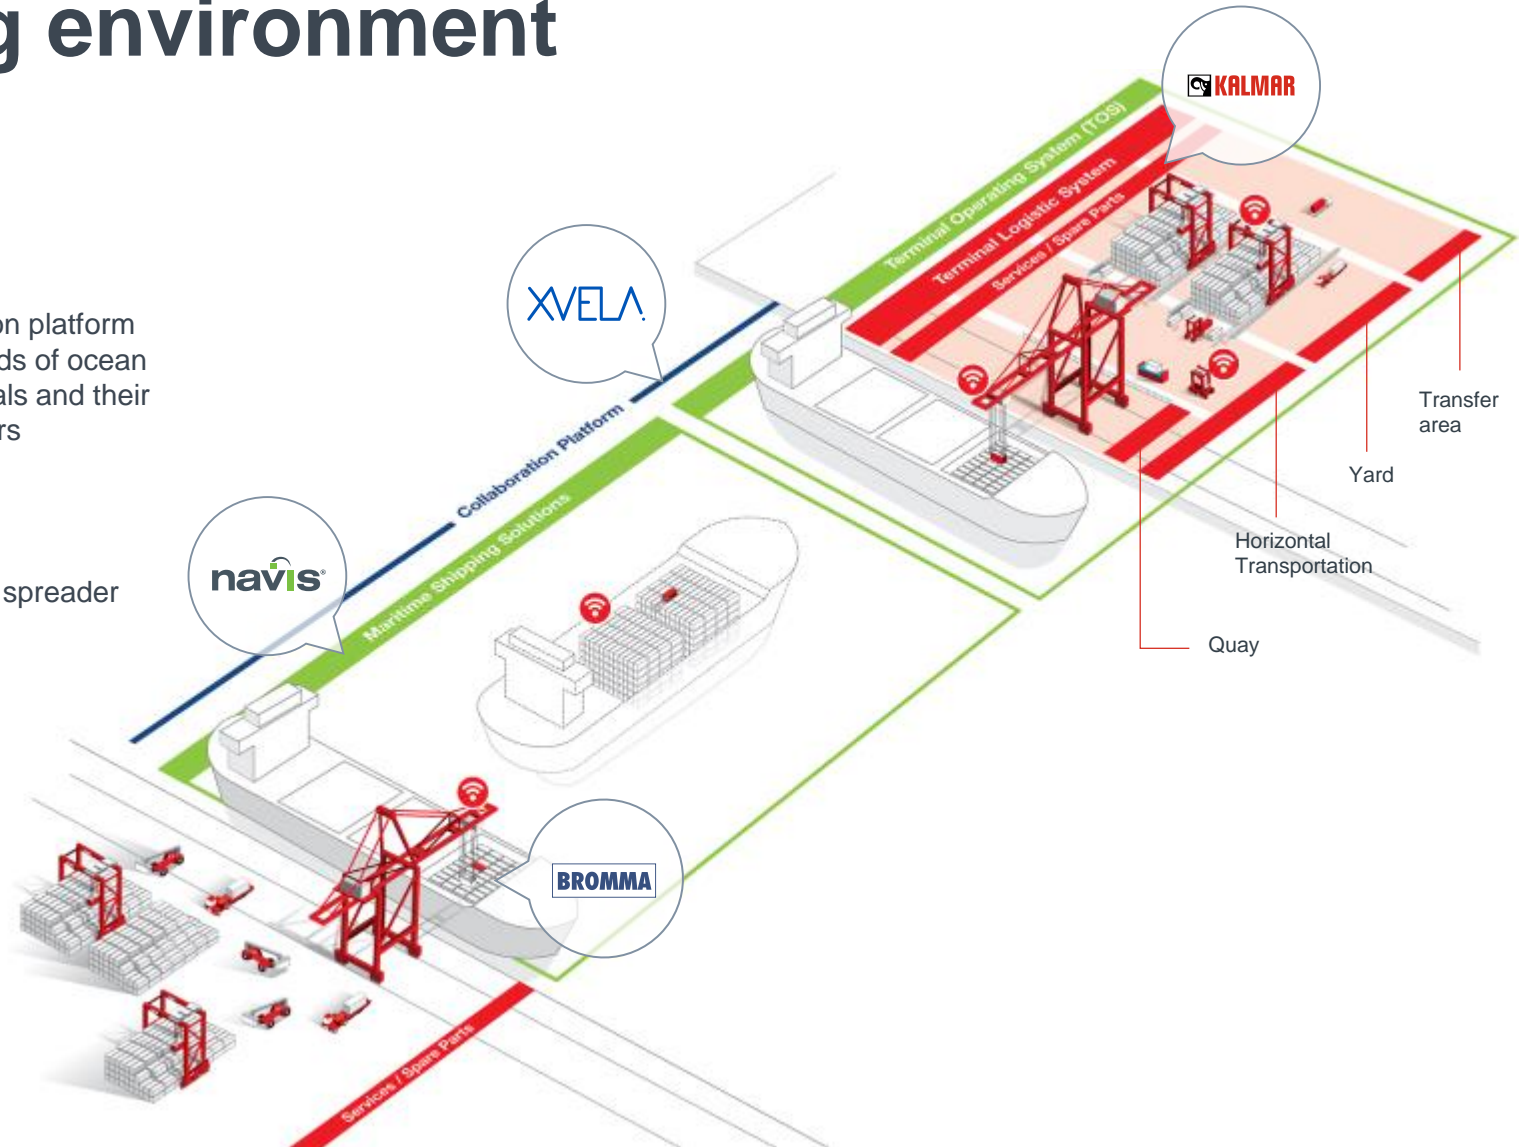 g environment
KALMAR
Terminal Operating System (TOS)
Terminal Logistic System
Services / Spare Parts
XVELA
on platform
ds of ocean
als and their
rs
Collaboration Platform
Transfer
area
Yard
Maritime Shipping Solutions
Horizontal
Transportation
navis
spreader
Quay
BROMMA
Services / Spare Parts